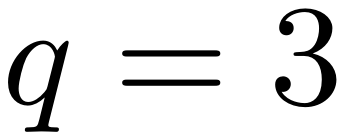 q = 3